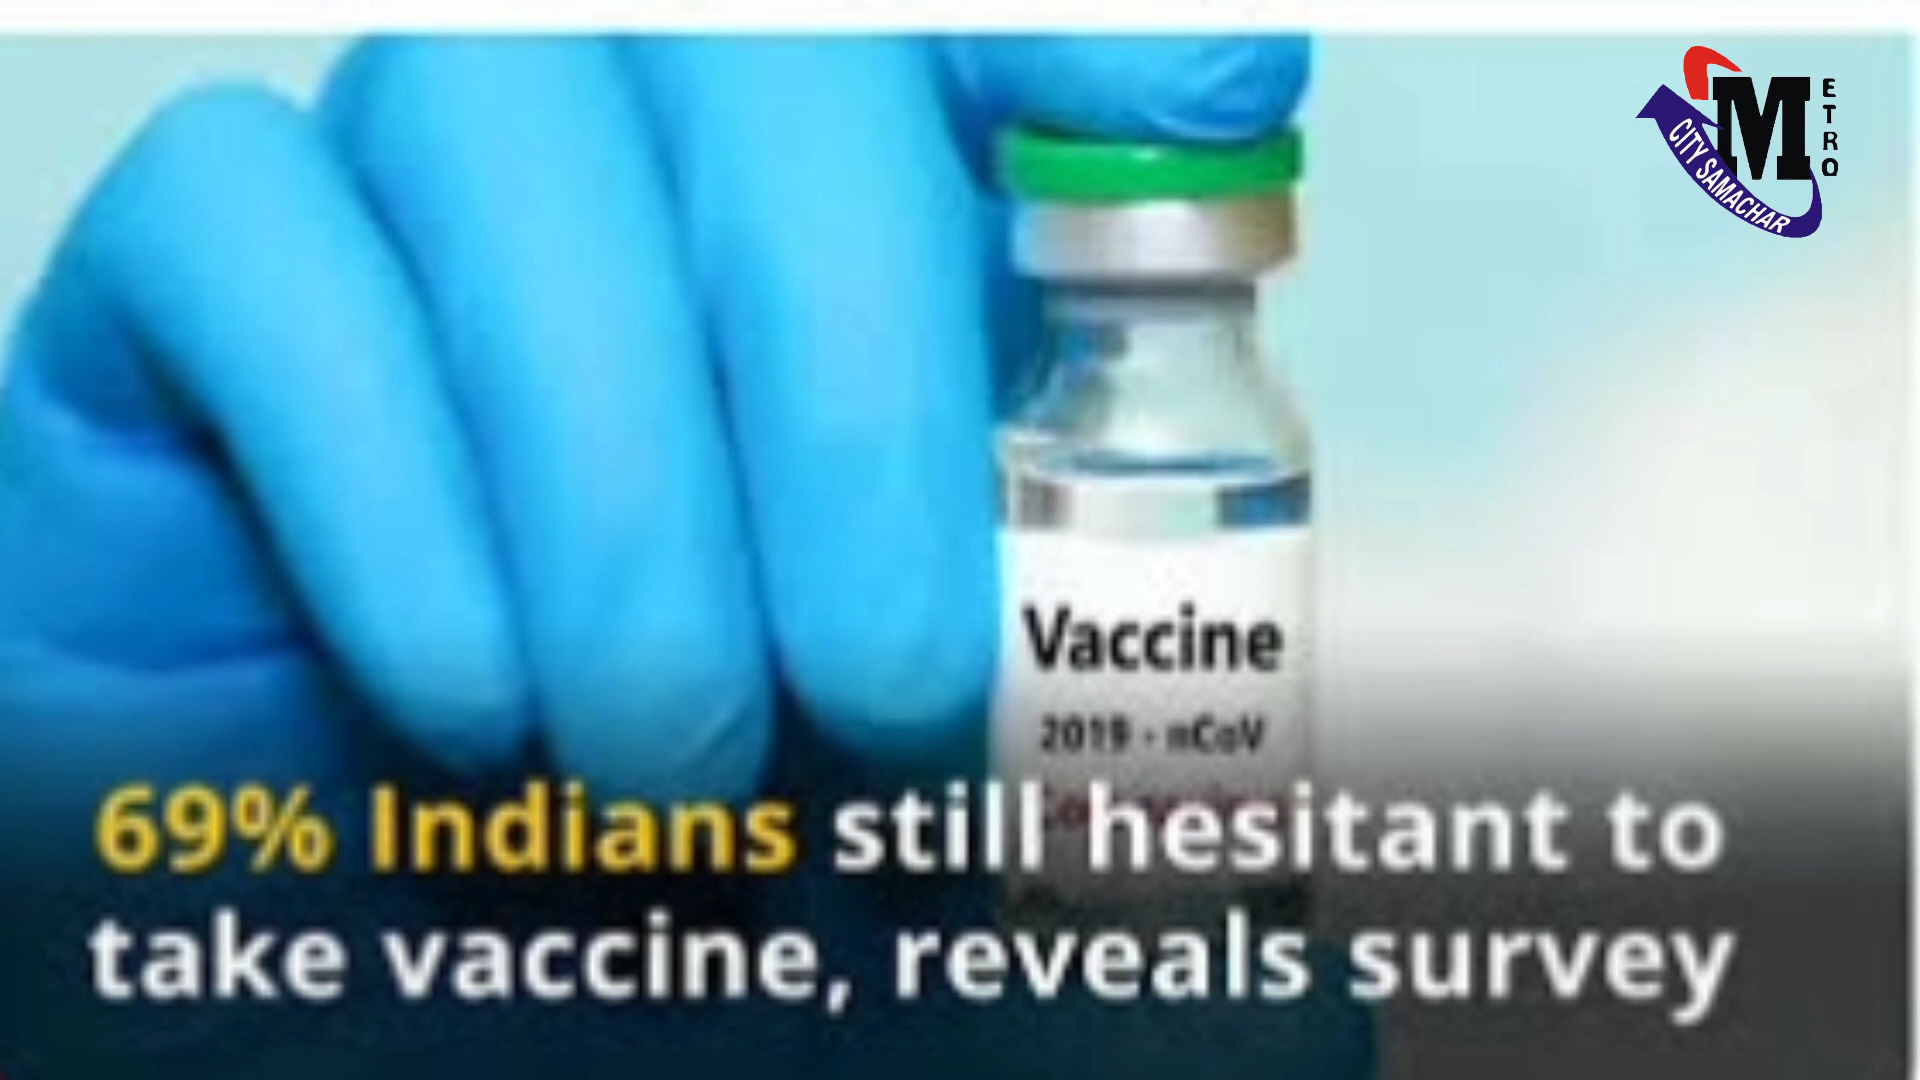 METRO
CITY SAMACHAR
Vaccine
2019 - nCoV
69% Indians still hesitant to
take vaccine, reveals survey